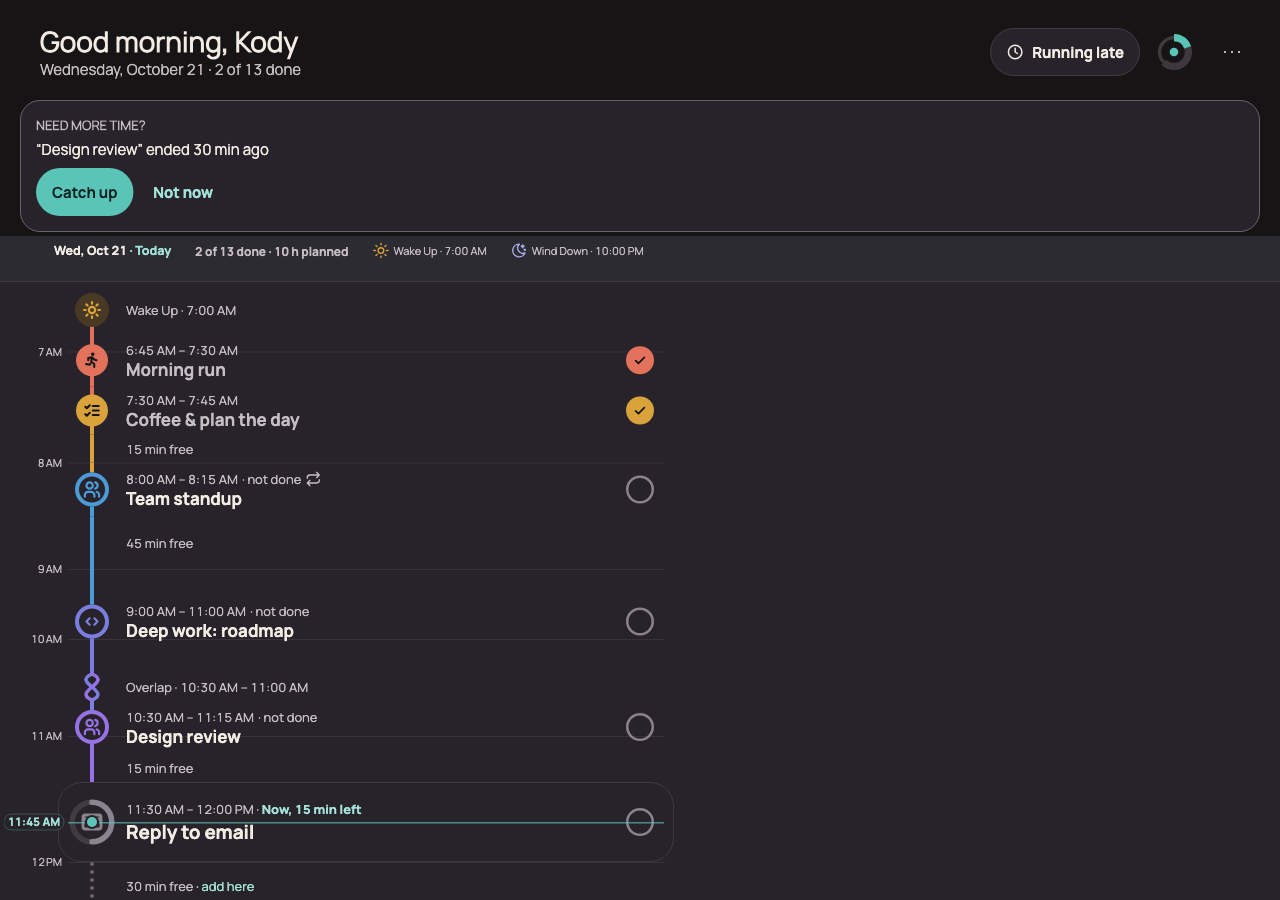 Good morning, Kody
Wednesday, October 21 · 2 of 13 done
Running late
NEED MORE TIME?
“Design review” ended 30 min ago
Catch up
Not now
Wed, Oct 21 · Today
2 of 13 done · 10 h planned
Wake Up · 7:00 AM
Wind Down · 10:00 PM
Wake Up · 7:00 AM
7 AM
6:45 AM – 7:30 AM
Morning run
7:30 AM – 7:45 AM
Coffee & plan the day
15 min free
8 AM
8:00 AM – 8:15 AM · not done
Team standup
45 min free
9 AM
9:00 AM – 11:00 AM · not done
Deep work: roadmap
10 AM
Overlap · 10:30 AM – 11:00 AM
10:30 AM – 11:15 AM · not done
Design review
11 AM
15 min free
11:30 AM – 12:00 PM · Now, 15 min left
11:45 AM
Reply to email
12 PM
30 min free · add here